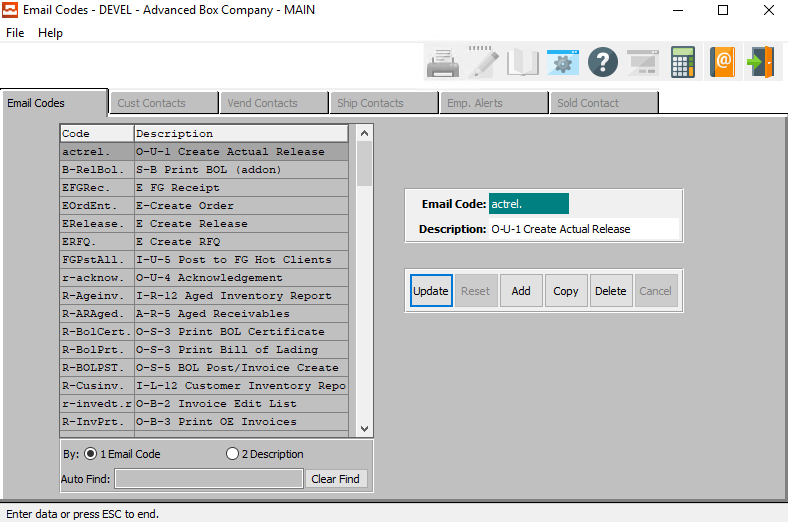 Email Codes - DEVEL - Advanced Box Company - MAIN
File Help
Email Codes Cust Contacts Vend Contacts Ship Contacts Emp. Alerts Sold Contact
Code Description
actrel. O-U-1 Create Actual Release
B-RelBol. S-B Print BOL (addon)
EFGRec. E FG Receipt
EOrdEnt. E-Create Order
ERelease. E Create Release
ERFQ. E Create RFQ
FGPstAll. I-U-5 Post to FG Hot Clients
r-acknow. O-U-4 Acknowledgement
R-Ageinv. I-R-12 Aged Inventory Report
R-ARAged. A-R-5 Aged Receivables
R-BolCert. O-S-3 Print BOL Certificate
R-BolPrt. O-S-3 Print Bill of Lading
R-BOLPST. O-S-5 BOL Post/Invoice Create
R-Cusinv. I-L-12 Customer Inventory Repo
r-invedt.r O-B-2 Invoice Edit List
R-InvPrt. O-B-3 Print OE Invoices
By: 1 Email Code 2 Description
Auto Find: Clear Find
Email Code: actrel.
Description: O-U-1 Create Actual Release
Update Reset Add Copy Delete Cancel
Enter data or press ESC to end.